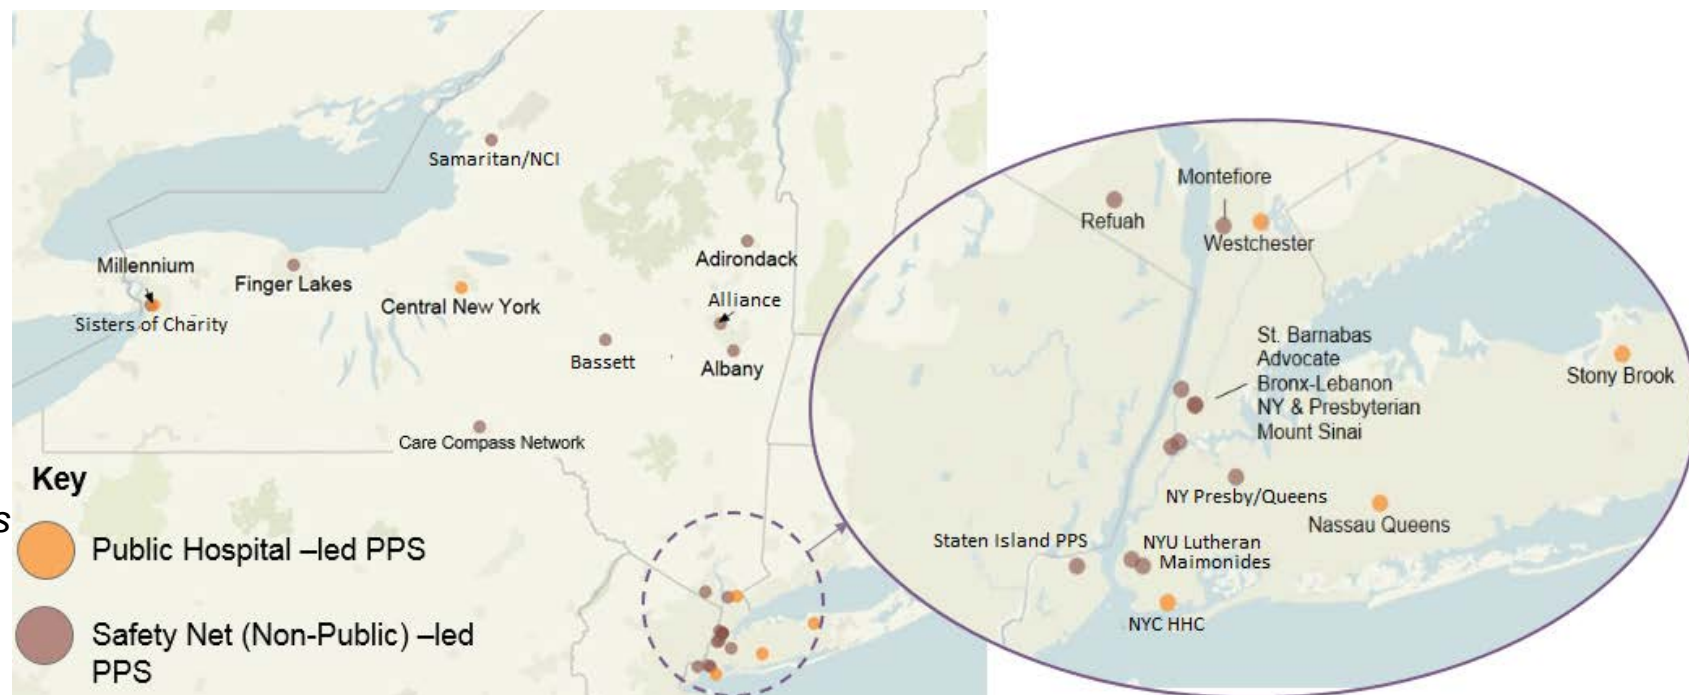 Samaritan/NCI
Millennium
Finger Lakes
Sisters of Charity
Central New York
Adirondack
Alliance
Bassett
Albany
Care Compass Network
Key
s
Public Hospital –led PPS
Safety Net (Non-Public) –led
PPS
Montefiore
Refuah
Westchester
St. Barnabas
Advocate
Bronx-Lebanon
NY & Presbyterian
Mount Sinai
Stony Brook
NY Presby/Queens
Nassau Queens
Staten Island PPS
NYU Lutheran
Maimonides
NYC HHC